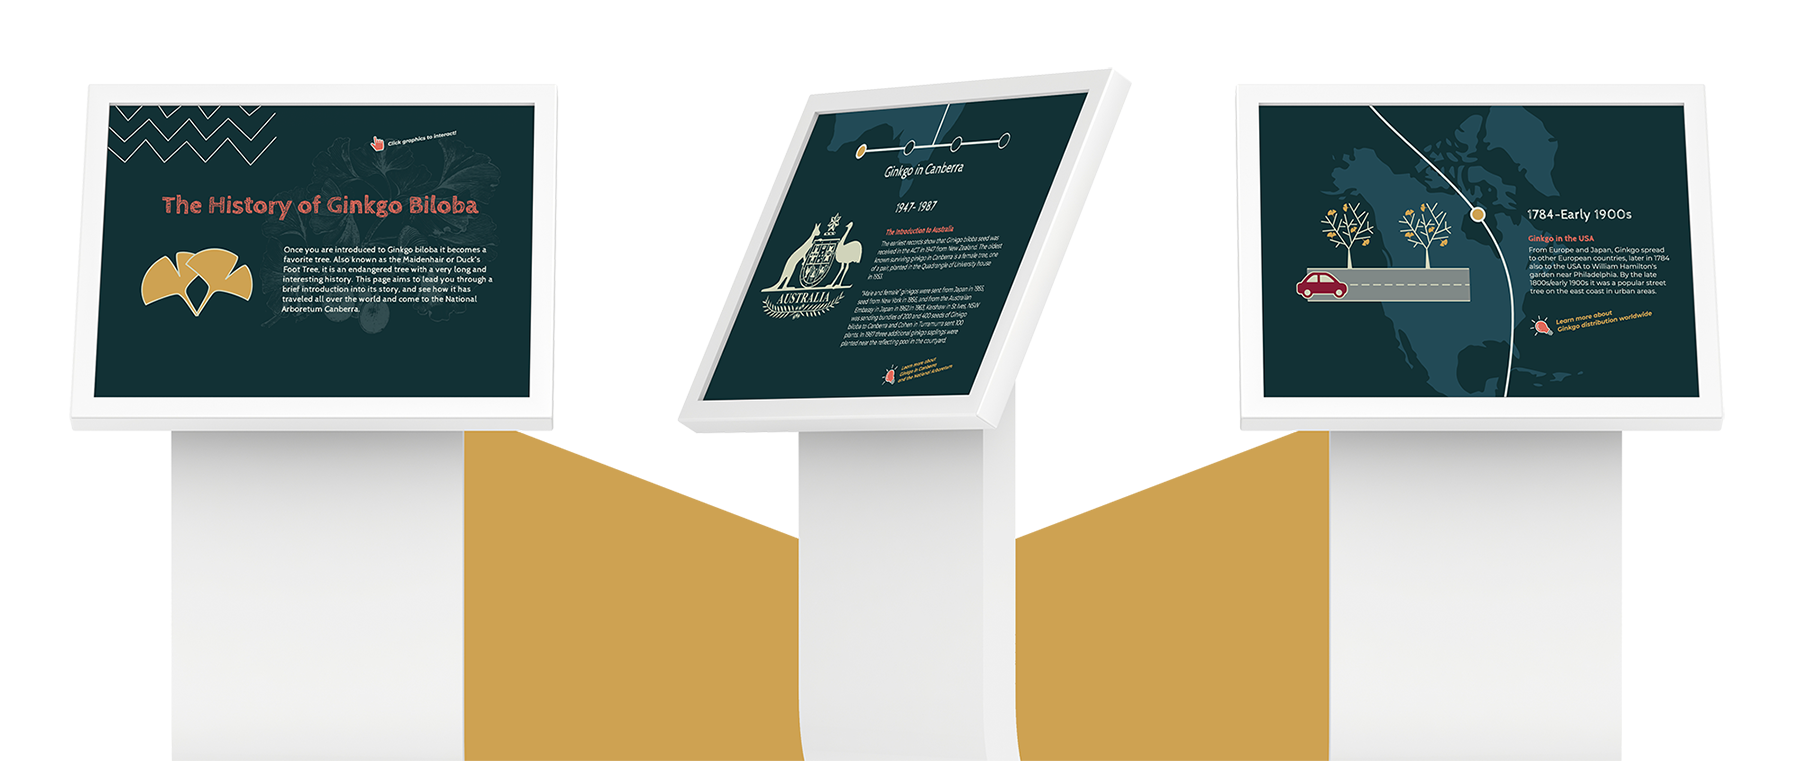 Click graphics to interact!
The History of Ginkgo Biloba
Once you are introduced to Ginkgo biloba it becomes a
favorite tree. Also known as the Maidenhair or Duck's
Foot Tree, it is an endangered tree with a very long and
interesting history. This page aims to lead you through a
brief introduction into its story, and see how it has
traveled all over the world and come to the National
Arboretum Canberra.
Ginkgo in Canberra
1947- 1987
The Introduction to Australia
The earliest records show that Ginkgo biloba seed was
received in the ACT in 1947 from New Zealand. The oldest
known surviving ginkgo in Canberra is a female tree, one
of a pair, planted in the Quadrangle of University house
in 1953.
"Male and female" ginkgos were sent from Japan in
seed from New York in and from the Australian
Embassy in Japan in Kershaw in St Ives, NSW
was sending bundles of 200 and 400 seeds of Ginkgo
biloba to Canberra and Cohen in Turramurra sent 100
plants. In 1987 three additional ginkgo saplings were
planted near the reflecting pool in the courtyard.
AUSTRALIA
Learn more about
Ginkgo in Canberra
and the National Arboretum
1784-Early 1900s
Ginkgo in the USA
From Europe and Japan, Ginkgo spread
to other European countries, later in 1784
also to the USA to William Hamilton's
garden near Philadelphia. By the late
1800s/early 1900s it was a popular street
tree on the east coast in urban areas.
Learn more about
Ginkgo distribution worldwide